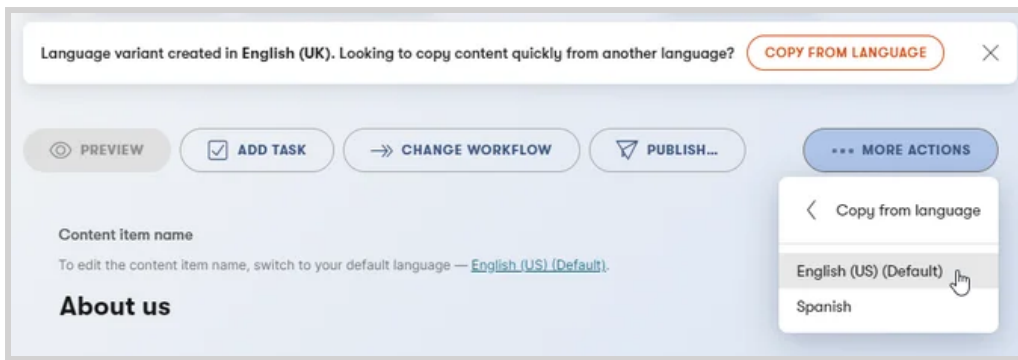 Language variant created in English (UK). Looking to copy content quickly from another language? COPY FROM LANGUAGE
PREVIEW ADD TASK CHANGE WORKFLOW PUBLISH... MORE ACTIONS
Copy from language
Content item name
To edit the content item name, switch to your default language — English (US) (Default).
English (US) (Default)
About us
Spanish